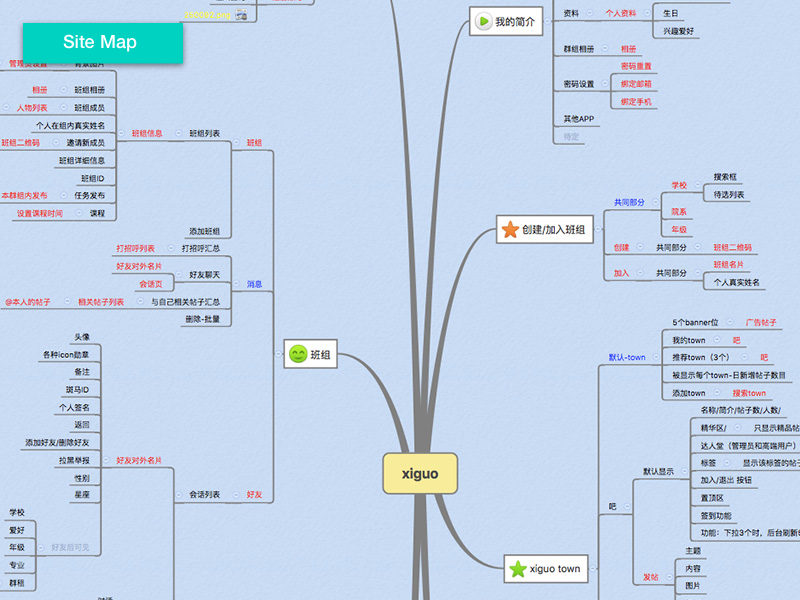 Site Map
背景图片
相册
班组相册
人物列表
班组成员
个人在组内真实姓名
班组二维码
邀请新成员
班组详细信息
班组ID
本群组内发布
任务发布
设置课程时间
课程
班组信息
班组列表
班组
添加班组
打招呼列表
打招呼汇总
好友对外名片
会话页
好友聊天
消息
@本人的帖子
相关帖子列表
与自己相关帖子汇总
删除-批量
班组
头像
各种icon勋章
备注
斑马ID
个人签名
返回
添加好友/删除好友
拉黑举报
性别
星座
好友对外名片
会话列表
好友
学校
爱好
年级
专业
群租
好友后可见
xiguo
我的简介
资料
个人资料
生日
兴趣爱好
群组相册
相册
密码设置
密码重置
绑定邮箱
绑定手机
其他APP
待定
创建/加入班组
共同部分
学校
搜索框
待选列表
院系
年级
创建
共同部分
班组二维码
加入
共同部分
班组名片
个人真实姓名
xiguo town
默认-town
5个banner位
广告帖子
我的town
吧
推荐town（3个）
吧
被显示每个town-日新增帖子数目
添加town
搜索town
吧
默认显示
名称/简介/帖子数/人数/
精华区/
只显示精品帖
达人堂（管理员和高端用户）
标签
显示该标签的帖子
加入/退出 按钮
置顶区
签到功能
功能：下拉3个时，后台刷新
发帖
主题
内容
图片